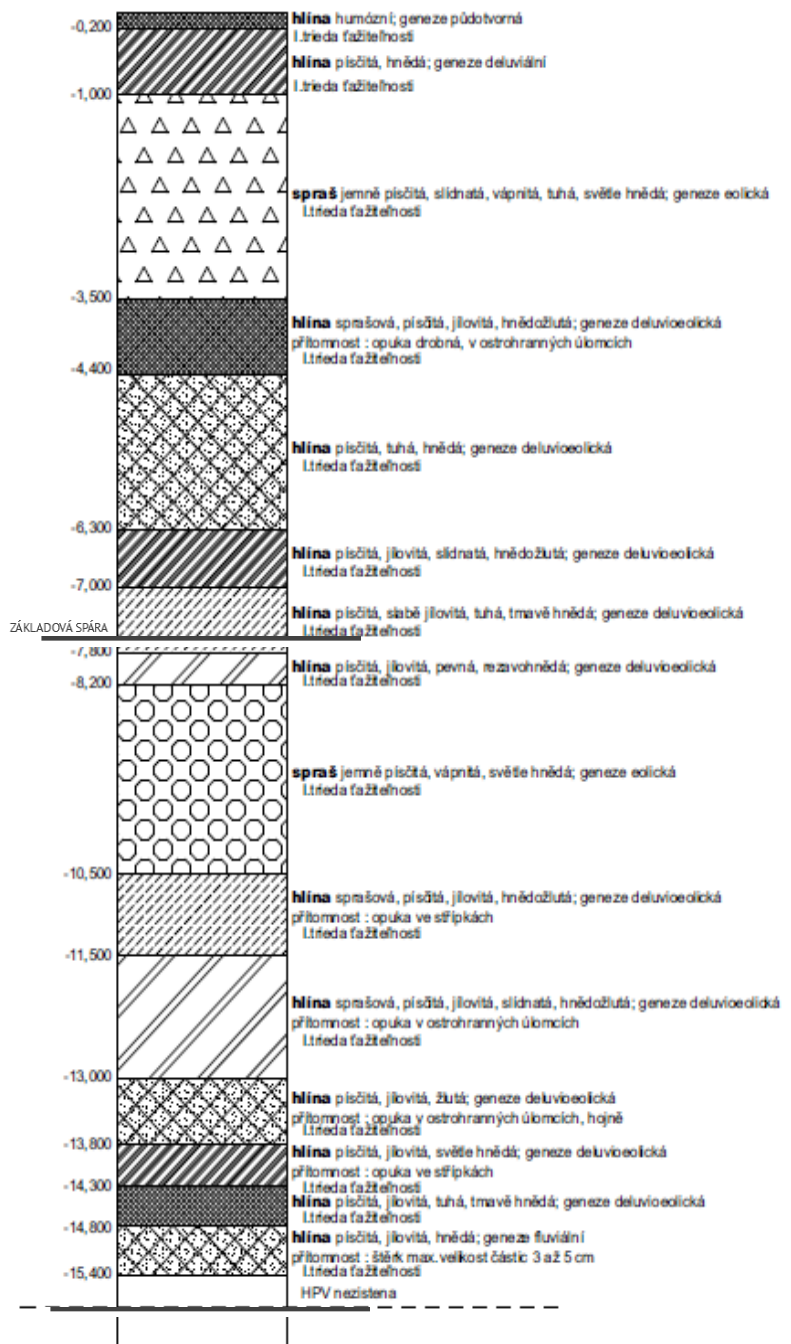 hlína humózní; geneze půdotvorná
-0,200
I.trieda ťažiteľnosti
hlína písčitá, hnědá; geneze deluviální
I.trieda ťažiteľnosti
-1,000
spraš jemně písčitá, slídnatá, vápnitá, tuhá, světle hnědá; geneze eolická
I.trieda ťažiteľnosti
-3,500
hlína sprašová, písčitá, jílovitá, hnědožlutá; geneze deluvioeolická
přítomnost : opuka drobná, v ostrohranných úlomcích
I.trieda ťažiteľnosti
-4,400
hlína písčitá, tuhá, hnědá; geneze deluvioeolická
I.trieda ťažiteľnosti
-6,300
hlína písčitá, jílovitá, slídnatá, hnědožlutá; geneze deluvioeolická
I.trieda ťažiteľnosti
-7,000
hlína písčitá, slabě jílovitá, tuhá, tmavě hnědá; geneze deluvioeolická
ZÁKLADOVÁ SPÁRA
I.trieda ťažiteľnosti
-7,800
hlína písčitá, jílovitá, pevná, rezavohnědá; geneze deluvioeolická
I.trieda ťažiteľnosti
-8,200
spraš jemně písčitá, vápnitá, světle hnědá; geneze eolická
I.trieda ťažiteľnosti
-10,500
hlína sprašová, písčitá, jílovitá, hnědožlutá; geneze deluvioeolická
přítomnost : opuka ve střípkách
I.trieda ťažiteľnosti
-11,500
hlína sprašová, písčitá, jílovitá, slídnatá, hnědožlutá; geneze deluvioeolická
přítomnost : opuka v ostrohranných úlomcích
I.trieda ťažiteľnosti
-13,000
hlína písčitá, jílovitá, žlutá; geneze deluvioeolická
přítomnost : opuka v ostrohranných úlomcích, hojně
I.trieda ťažiteľnosti
-13,800
hlína písčitá, jílovitá, světle hnědá; geneze deluvioeolická
přítomnost : opuka ve střípkách
I.trieda ťažiteľnosti
-14,300
hlína písčitá, jílovitá, tuhá, tmavě hnědá; geneze deluvioeolická
I.trieda ťažiteľnosti
-14,800
hlína písčitá, jílovitá, hnědá; geneze fluviální
přítomnost : štěrk max. velikost částic 3 až 5 cm
I.trieda ťažiteľnosti
-15,400
HPV nezistena